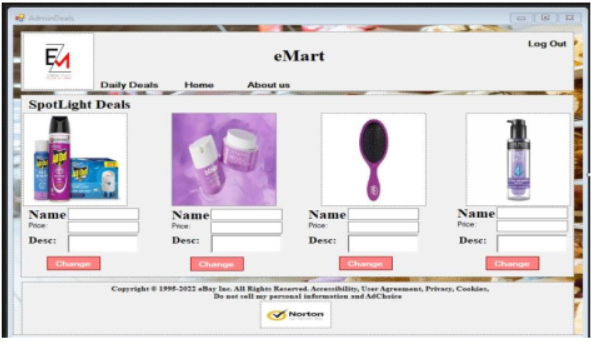 AdminDeals
Log Out
eMart
Daily Deals Home About us
SpotLight Deals
Name Name Name Name
Price: Price: Price: Price:
Desc: Desc: Desc: Desc:
Change Change Change Change
Copyright © 1995-2022 eBay Inc. All Rights Reserved. Accessibility, User Agreement, Privacy, Cookies,
Do not sell my personal information and AdChoice
Norton